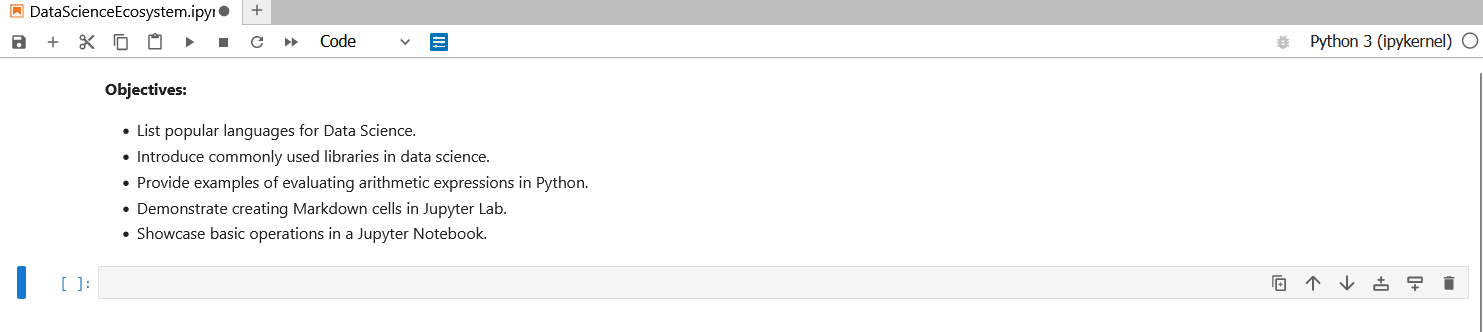 DataScienceEcosystem.ipyr
Code
Python 3 (ipykernel)
Objectives:
• List popular languages for Data Science.
• Introduce commonly used libraries in data science.
• Provide examples of evaluating arithmetic expressions in Python.
• Demonstrate creating Markdown cells in Jupyter Lab.
• Showcase basic operations in a Jupyter Notebook.
[ ]: